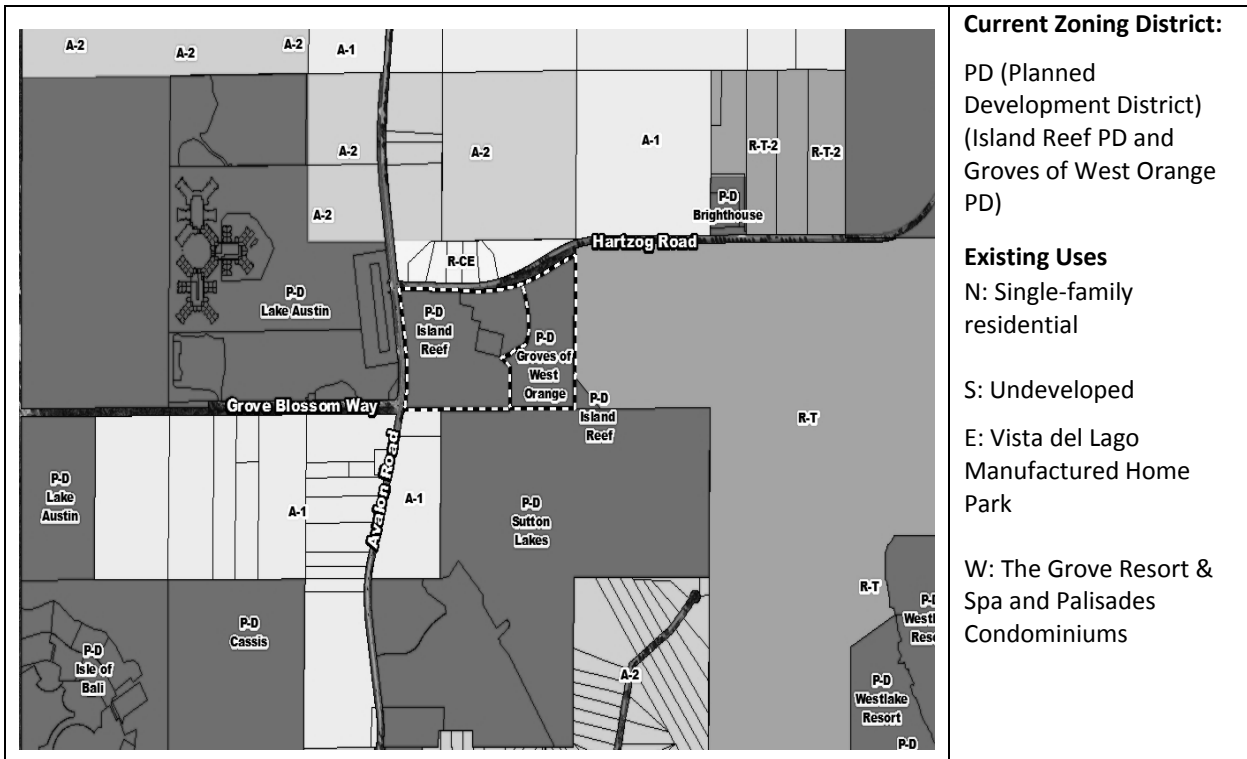 A-2
A-2
A-2
A-1
A-2
A-2
A-1
R-T-2
R-T-2
A-2
P-D
Brighthouse
Hartzog Road
R-CE
P-D
Lake Austin
P-D
Island
Reef
P-D
Groves of
West
Orange
P-D
Island
Reef
Grove Blossom Way
R-T
P-D
Lake
Austin
A-1
Avalon Road
A-1
P-D
Sutton
Lakes
P-D
Cassis
P-D
Isle of
Bali
A-2
R-T
P-D
Westlake
Resort
P-D
Current Zoning District:
PD (Planned
Development District)
(Island Reef PD and
Groves of West Orange
PD)
Existing Uses
N: Single-family
residential
S: Undeveloped
E: Vista del Lago
Manufactured Home
Park
W: The Grove Resort &
Spa and Palisades
Condominiums